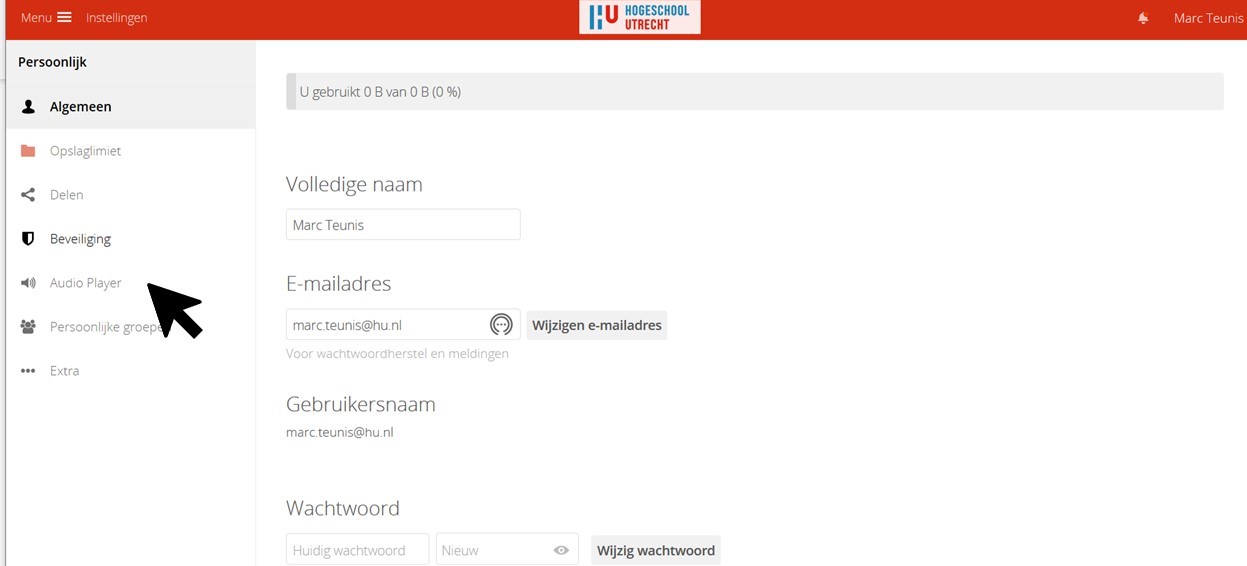 Menu Instellingen
HU HOGESCHOOL
UTRECHT
Marc Teunis
Persoonlijk
Algemeen
Opslaglimiet
Delen
Beveiliging
Audio Player
Persoonlijke groepe
Extra
U gebruikt 0 B van 0 B (0 %)
Volledige naam
Marc Teunis
E-mailadres
marc.teunis@hu.nl Wijzigen e-mailadres
Voor wachtwoordherstel en meldingen
Gebruikersnaam
marc.teunis@hu.nl
Wachtwoord
Huidig wachtwoord Nieuw Wijzig wachtwoord